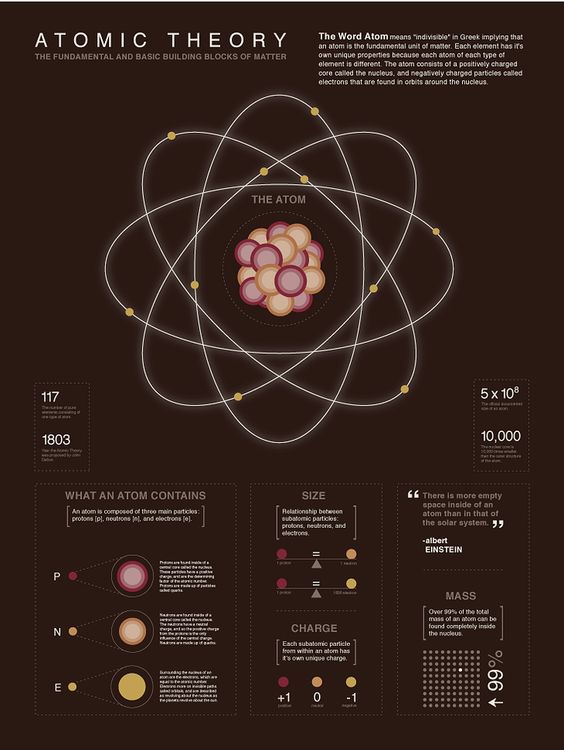 ATOMIC THEORY
THE FUNDAMENTAL AND BASIC BUILDING BLOCKS OF MATTER
The Word Atom means "indivisible" in Greek implying that
an atom is the fundamental unit of matter. Each element has it's
own unique properties because each atom of each type of
element is different. The atom consists of a positively charged
core called the nucleus, and negatively charged particles called
electrons that are found in orbits around the nucleus.
THE ATOM
117
The number of pure
elements consisting of
one type of atom.
1803
Year the Atomic Theory
was proposed by John
Dalton.
5 x 10⁸
size of an atom.
10,000
The nuclear core is
10,000 times smaller
than the outer structure
of the atom.
WHAT AN ATOM CONTAINS
An atom is composed of three main particles:
protons [p], neutrons [n], and electrons [e].
P
Protons are found inside of a
central core called the nucleus.
These particles have a positive
charge, and are the determining
factor of the atomic number.
Protons are made up of particles
called quarks.
N
Neutrons are found inside of a
central core called the nucleus.
The neutrons have a neutral
charge, and so the positive charge
from the protons is the only
influence of the central charge.
Neutrons are made up of quarks.
E
Surrounding the nucleus of an
atom are the electrons, which are
equal to the atomic number.
Electrons move on invisible paths
called orbitals, and are described
as revolving about the nucleus as
the planets revolve about the sun.
SIZE
Relationship between
subatomic particles:
protons, neutrons, and
electrons.
=
1 proton
1 neutron
=
1 proton
electrons
CHARGE
Each subatomic particle
from within an atom has
it's own unique charge.
+1
0
-1
positive
neutral
negative
“ There is more empty
space inside of an
atom than in that of
the solar system. ”
-albert
EINSTEIN
MASS
Over 99% of the total
mass of an atom can be
found completely inside
the nucleus.
99%